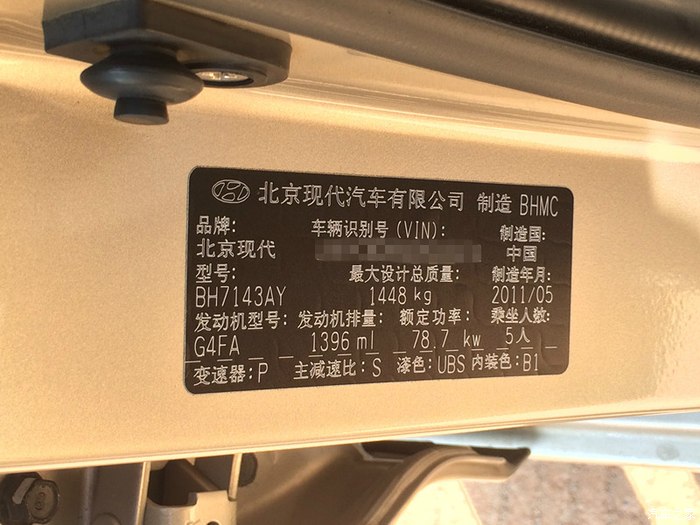 北京现代汽车有限公司 制造 BHMC
品牌: 车辆识别号(VIN): 制造国:
北京现代 中国
型号: 最大设计总质量: 制造年月:
BH7143AY 1448 kg 2011/05
发动机型号: 发动机排量: 额定功率: 乘坐人数:
G4FA 1396 ml 78.7 kw 5人
变速器: P 主减速比: S 漆色: UBS 内装色: B1